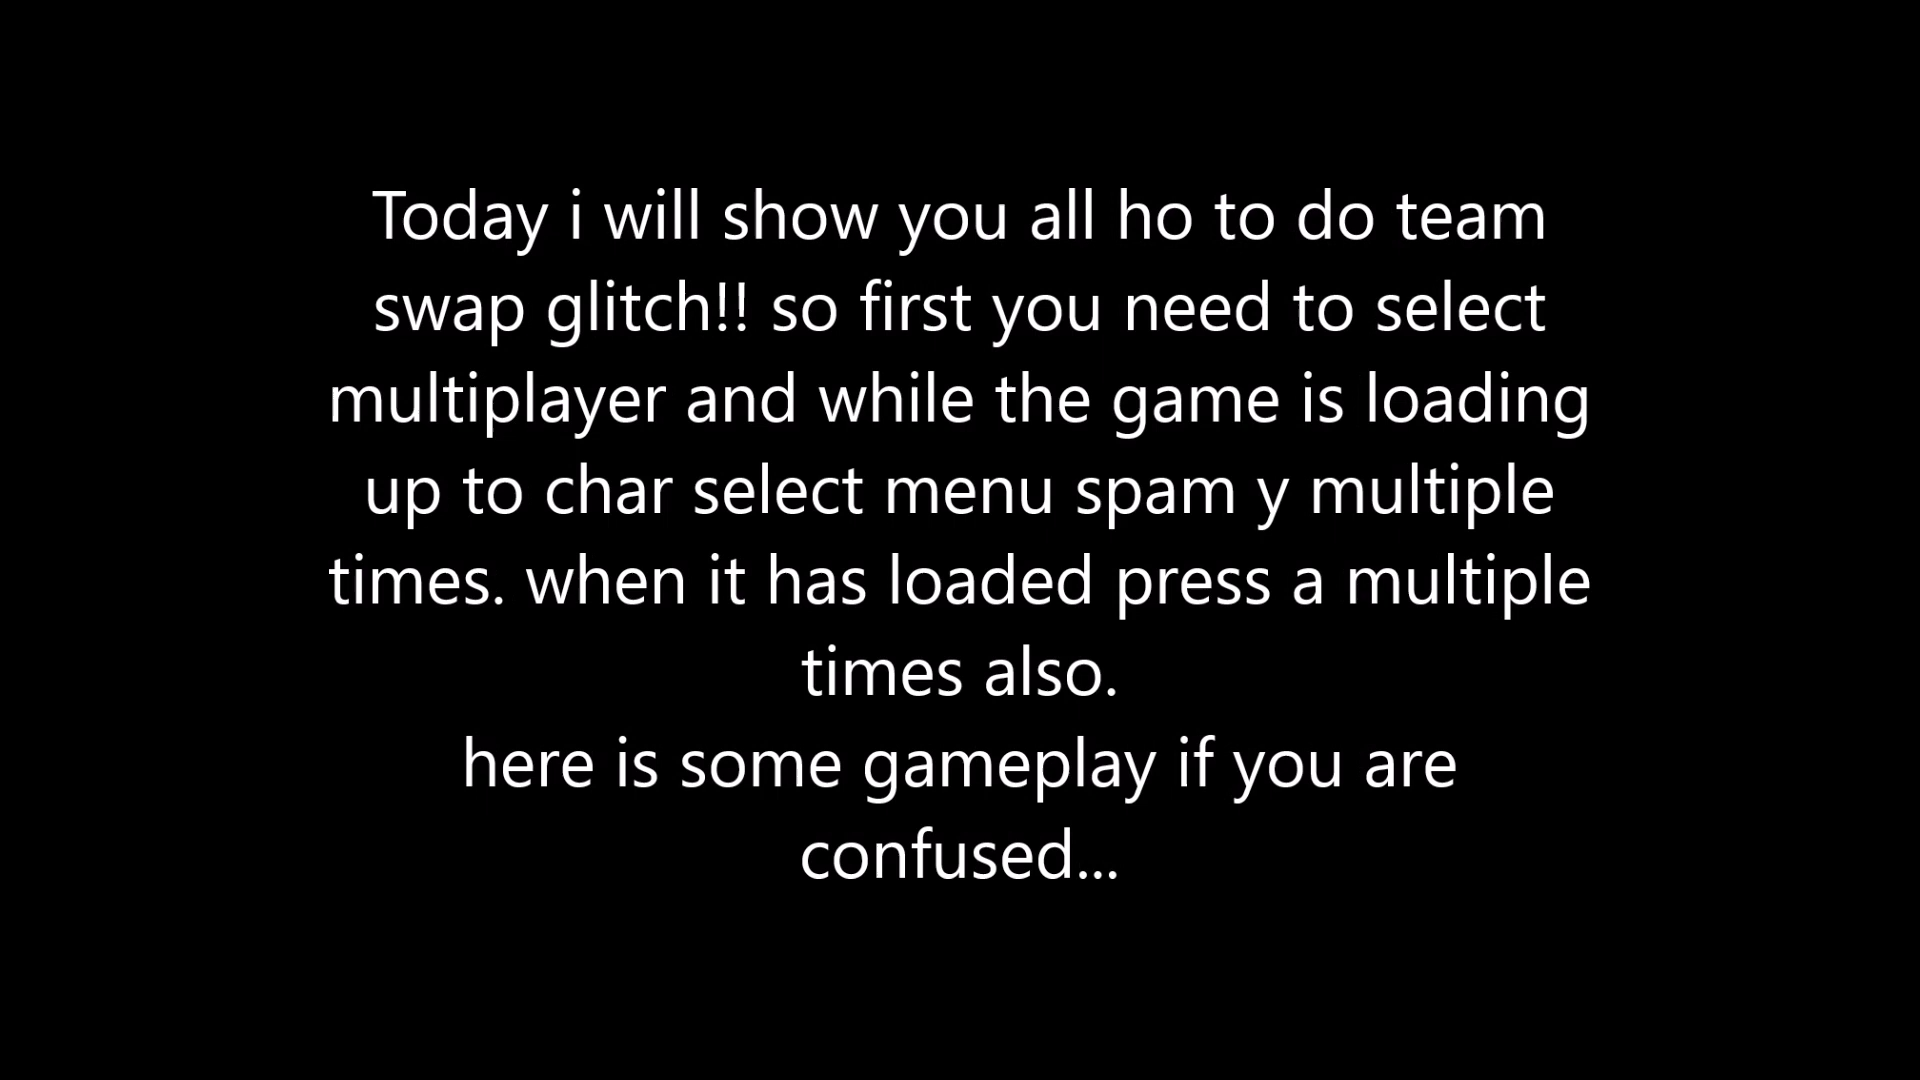 Today i will show you all ho to do team
swap glitch!! so first you need to select
multiplayer and while the game is loading
up to char select menu spam y multiple
times. when it has loaded press a multiple
times also.
here is some gameplay if you are
confused...